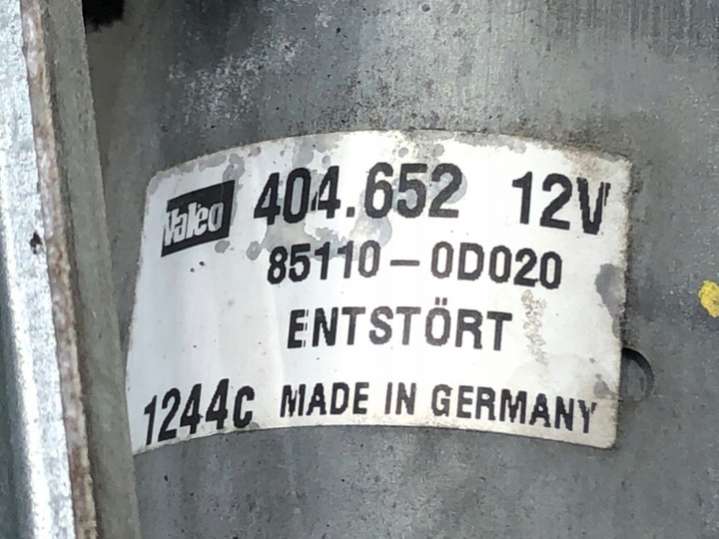 Valeo 404.652 12V
85110-0D020
ENTSTÖRT
1244C MADE IN GERMANY